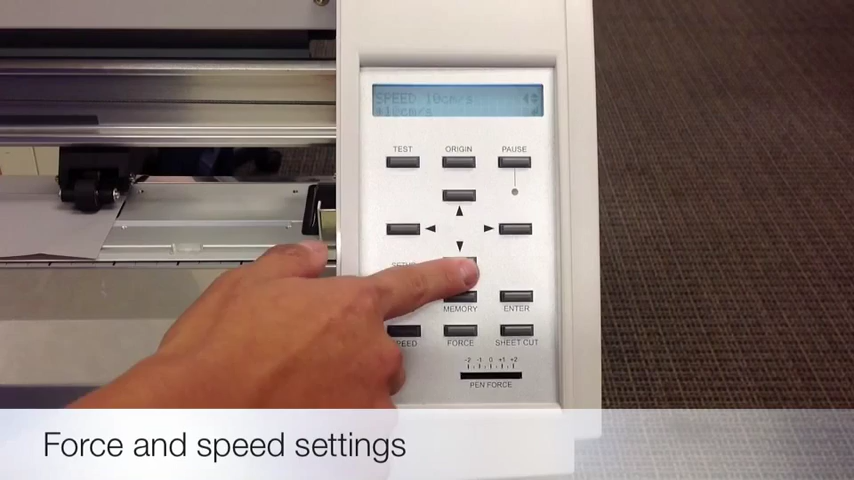 SPEED 10cm/s
*10cm/s
TEST
ORIGIN
PAUSE
MEMORY
ENTER
FORCE
SHEET CUT
-2 -1 0 +1 +2
PEN FORCE
Force and speed settings